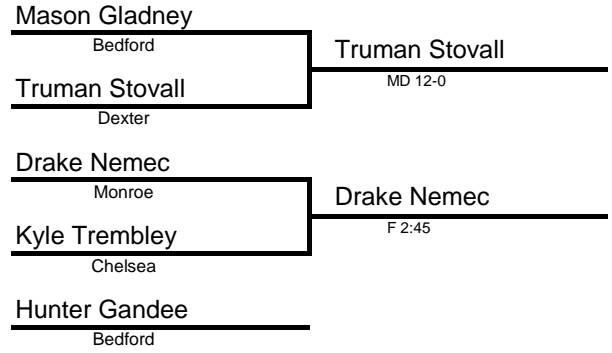 Mason Gladney
Bedford
Truman Stovall
MD 12-0
Truman Stovall
Dexter
Drake Nemec
Monroe
Drake Nemec
F 2:45
Kyle Trembley
Chelsea
Hunter Gandee
Bedford